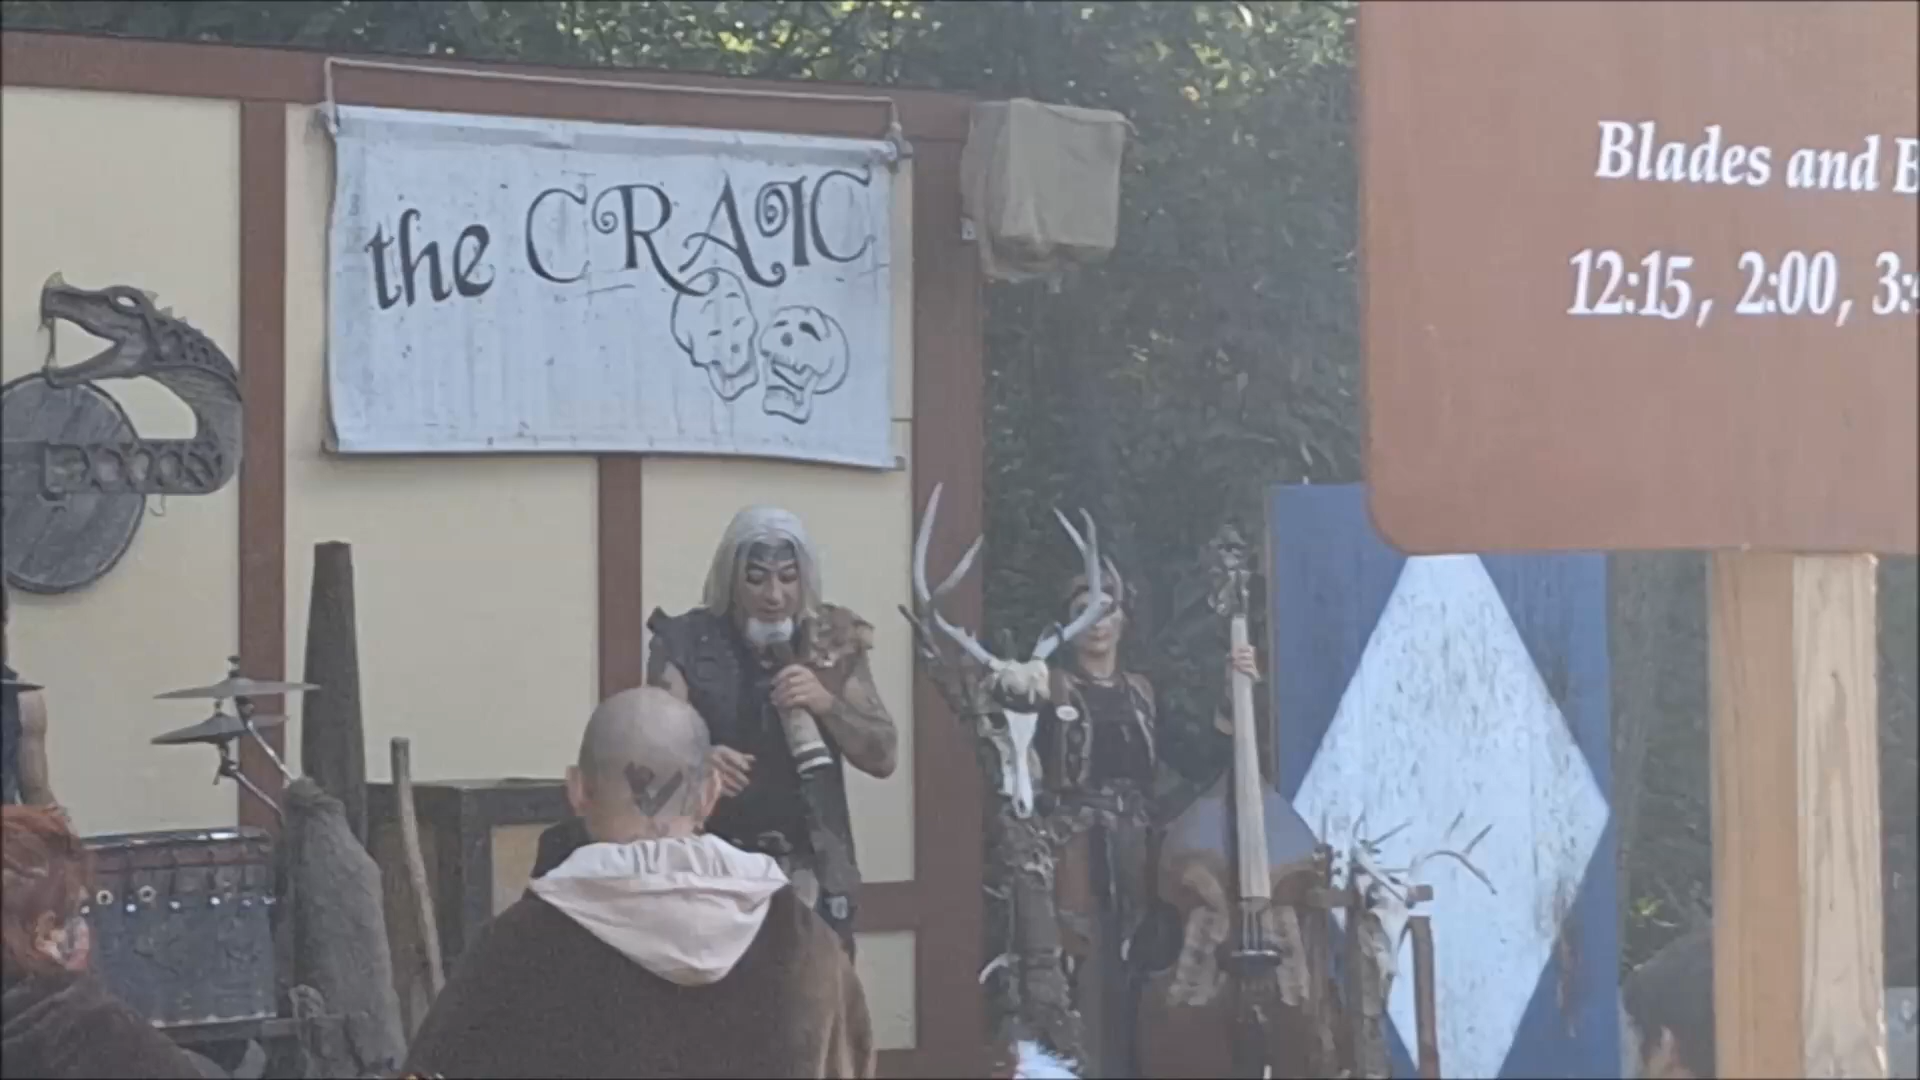 the CRAIC
Blades and
12:15, 2:00,